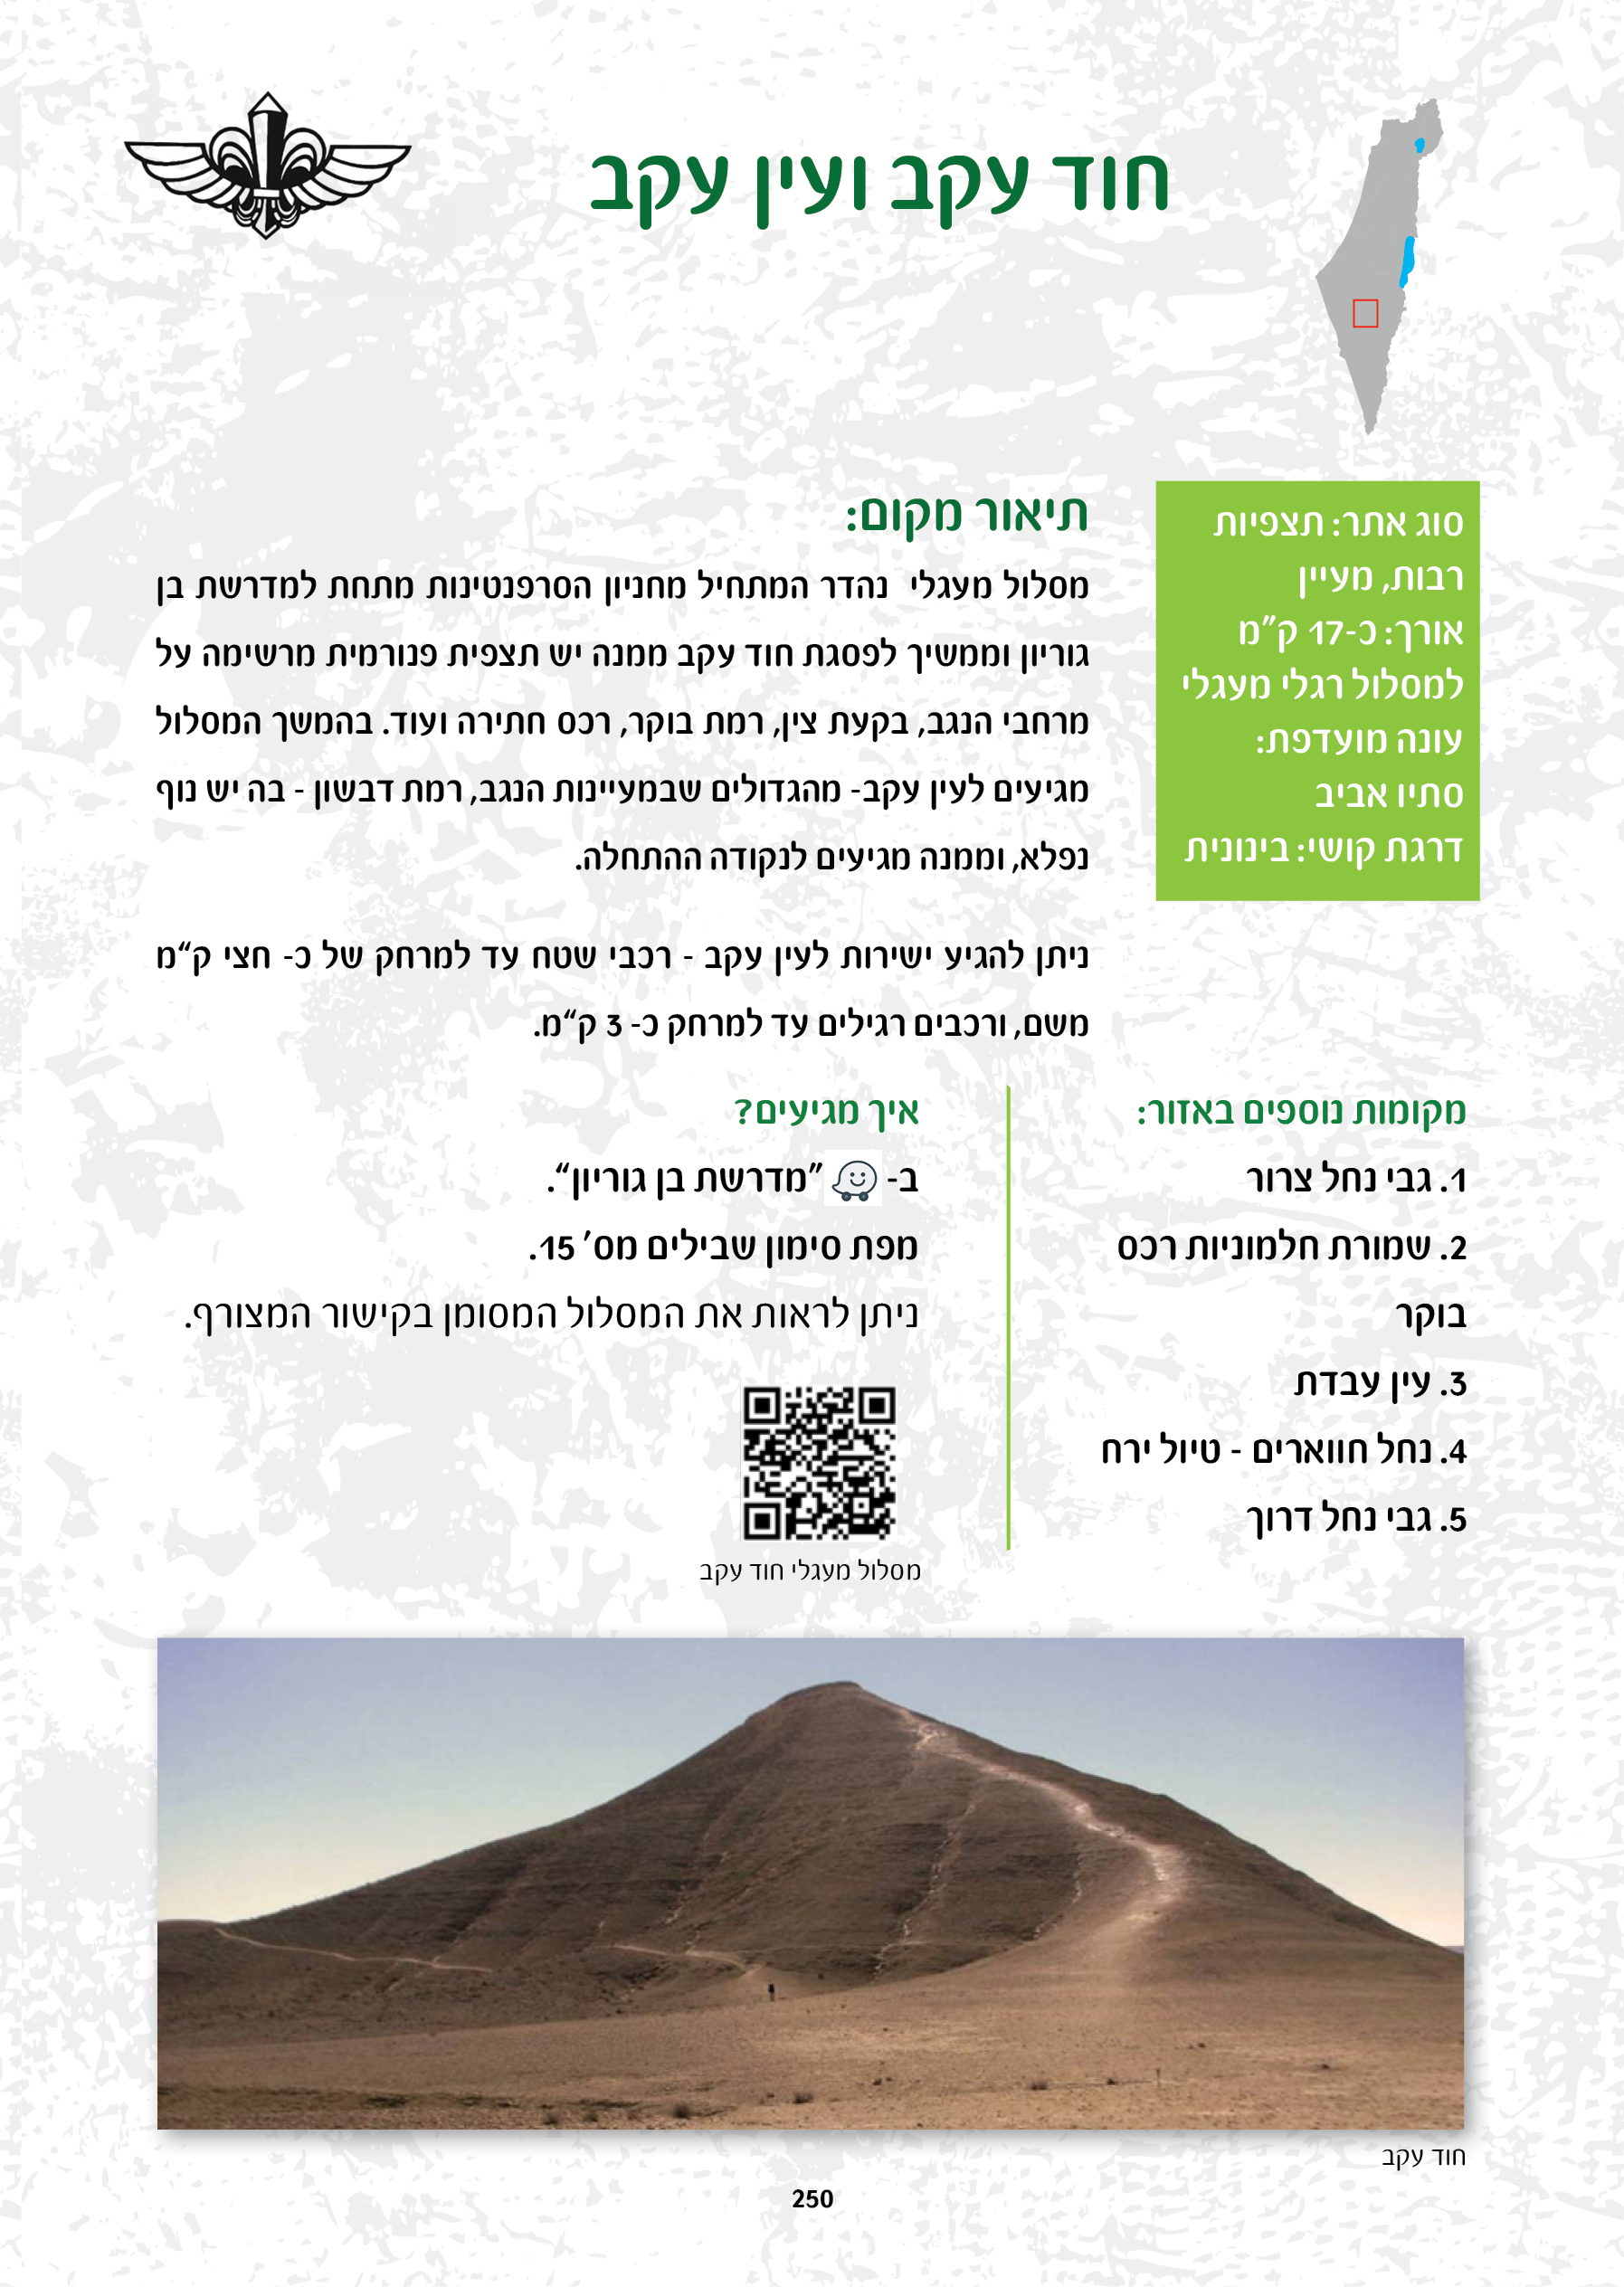 חוד עקב ועין עקב
סוג אתר: תצפיות
רבות, מעיין
אורך: כ-17 ק"מ
למסלול רגלי מעגלי
עונה מועדפת:
סתיו אביב
דרגת קושי: בינונית
תיאור מקום:
מסלול מעגלי נהדר המתחיל מחניון הסרפנטינות מתחת למדרשת בן
גוריון וממשיך לפסגת חוד עקב ממנה יש תצפית פנורמית מרשימה על
מרחבי הנגב, בקעת צין, רמת בוקר, רכס חתירה ועוד. בהמשך המסלול
מגיעים לעין עקב- מהגדולים שבמעיינות הנגב, רמת דבשון - בה יש נוף
נפלא, וממנה מגיעים לנקודה ההתחלה.
ניתן להגיע ישירות לעין עקב - רכבי שטח עד למרחק של כ- חצי ק“מ
משם, ורכבים רגילים עד למרחק כ- 3 ק“מ.
מקומות נוספים באזור:
1. גבי נחל צרור
2. שמורת חלמוניות רכס
בוקר
3. עין עבדת
4. נחל חווארים - טיול ירח
5. גבי נחל דרוך
איך מגיעים?
ב- ”מדרשת בן גוריון“.
מפת סימון שבילים מס' 15.
ניתן לראות את המסלול המסומן בקישור המצורף.
מסלול מעגלי חוד עקב
חוד עקב
250